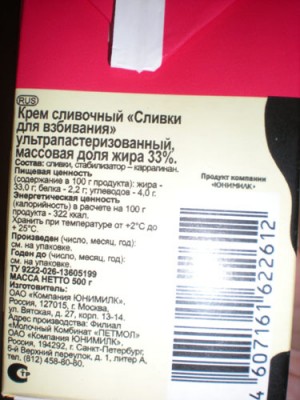 RUS
Крем сливочный «Сливки
для взбивания»
ультрапастеризованный,
массовая доля жира 33%.
Состав: сливки, стабилизатор – каррагинан.
Пищевая ценность
(содержание в 100 г продукта): жира -
33,0 г; белка - 2,2 г; углеводов - 4,0 г.
Энергетическая ценность
(калорийность) в расчете на 100 г
продукта - 322 ккал.
Хранить при температуре от +2°С до
+ 25°С.
Произведен (число, месяц, год):
см. на упаковке.
Годен до (число, месяц, год):
см. на упаковке.
ТУ 9222-026-13605199
МАССА НЕТТО 500 г
Изготовитель:
ОАО «Компания ЮНИМИЛК»,
Россия, 127015, г. Москва,
ул. Вятская, д. 27, стр. 13-14.
Адрес производства: Филиал
«Молочный Комбинат «ПЕТМОЛ»
ОАО «Компания ЮНИМИЛК»,
Россия, 194292, г. Санкт-Петербург,
6-й Верхний переулок, д. 1, литер А,
тел. (812) 458-80-80.
Продукт компании
«ЮНИМИЛК»
4607161622612